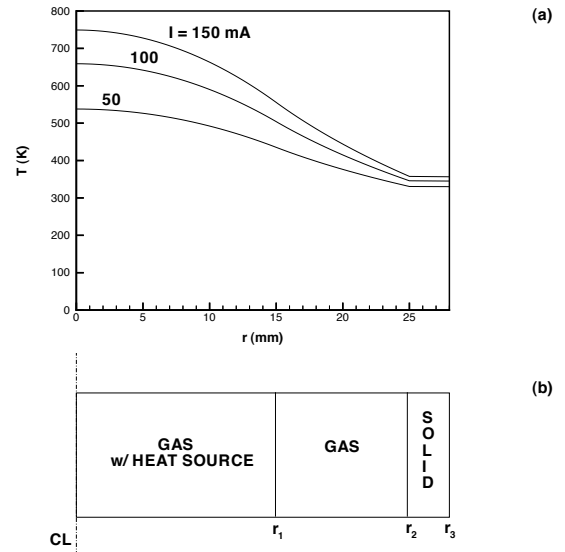 (a)
800
700
600
500
400
300
200
100
0
T (K)
I = 150 mA
100
50
0 5 10 15 20 25
r (mm)
(b)
GAS
w/ HEAT SOURCE
GAS
SOLID
CL
r₁ r₂ r₃